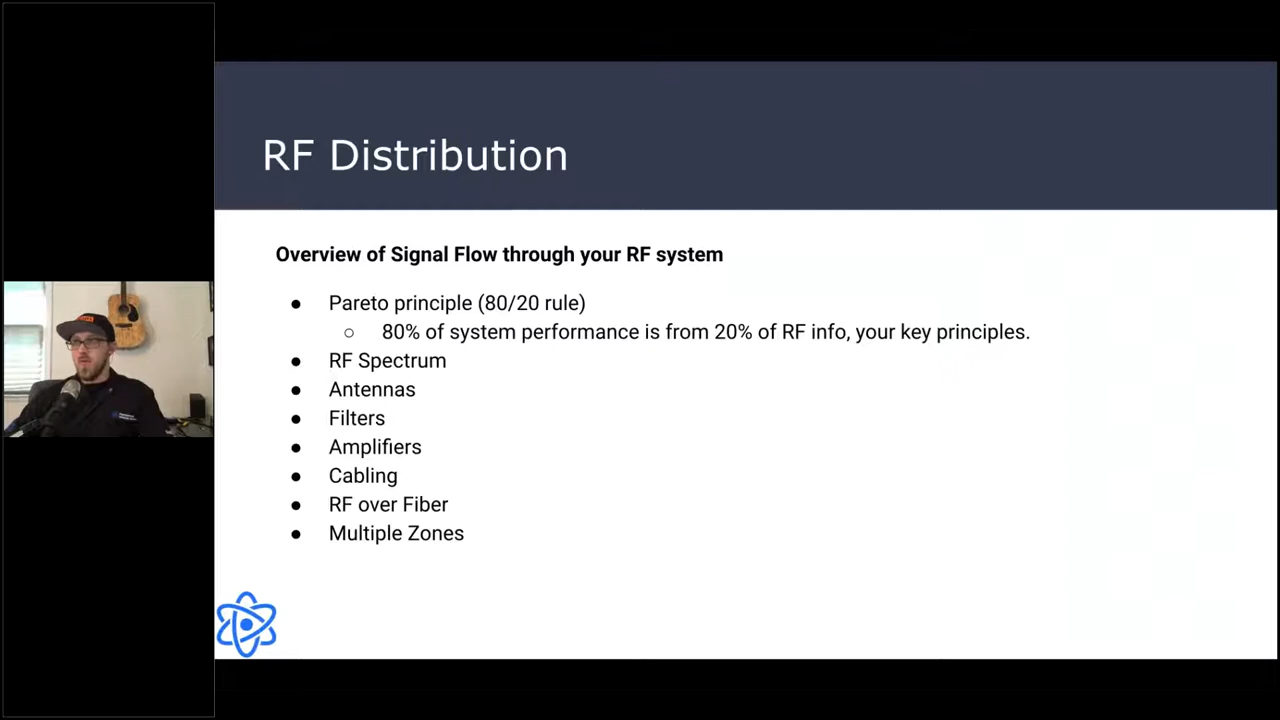 RF Distribution
Overview of Signal Flow through your RF system
● Pareto principle (80/20 rule)
○ 80% of system performance is from 20% of RF info, your key principles.
● RF Spectrum
● Antennas
● Filters
● Amplifiers
● Cabling
● RF over Fiber
● Multiple Zones